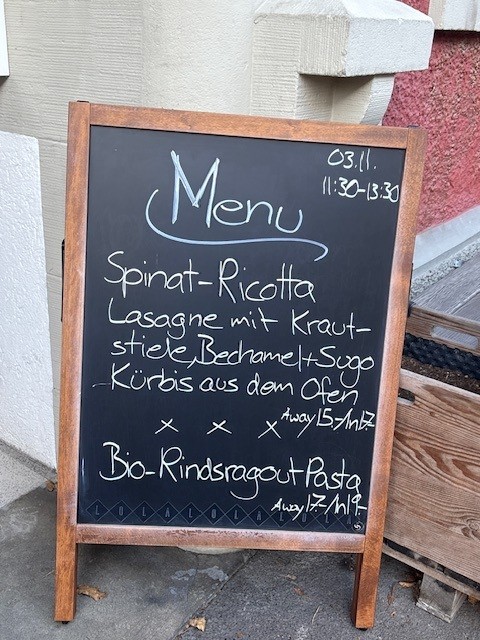 03.11.
11:30-13:30
Menu
Spinat-Ricotta
Lasagne mit Kraut-
stiele, Bechamel+Sugo
Kürbis aus dem Ofen
Away 15.-/In 17.-
x x x
Bio-Rindsragout Pasta
Away 17.-/In 19.-
LOLALOLALOLA